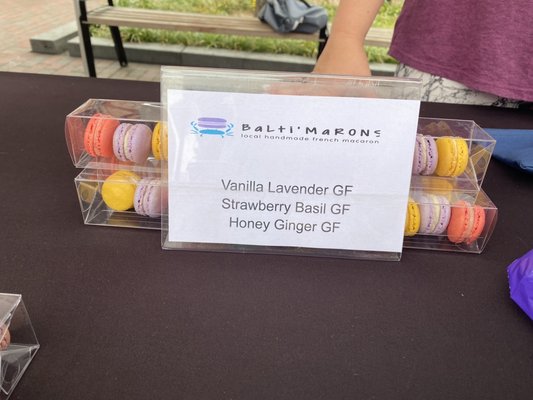 BaLTi'MaRONS
local handmade french macaron
Vanilla Lavender GF
Strawberry Basil GF
Honey Ginger GF